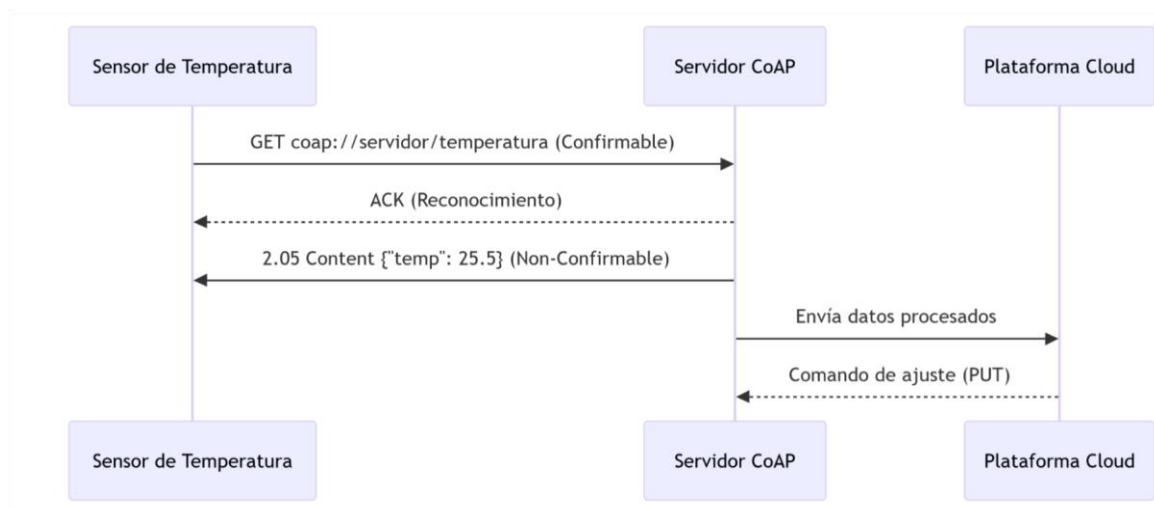 Sensor de Temperatura
Servidor CoAP
Plataforma Cloud
GET coap://servidor/temperatura (Confirmable)
ACK (Reconocimiento)
2.05 Content {"temp": 25.5} (Non-Confirmable)
Envía datos procesados
Comando de ajuste (PUT)
Sensor de Temperatura
Servidor CoAP
Plataforma Cloud